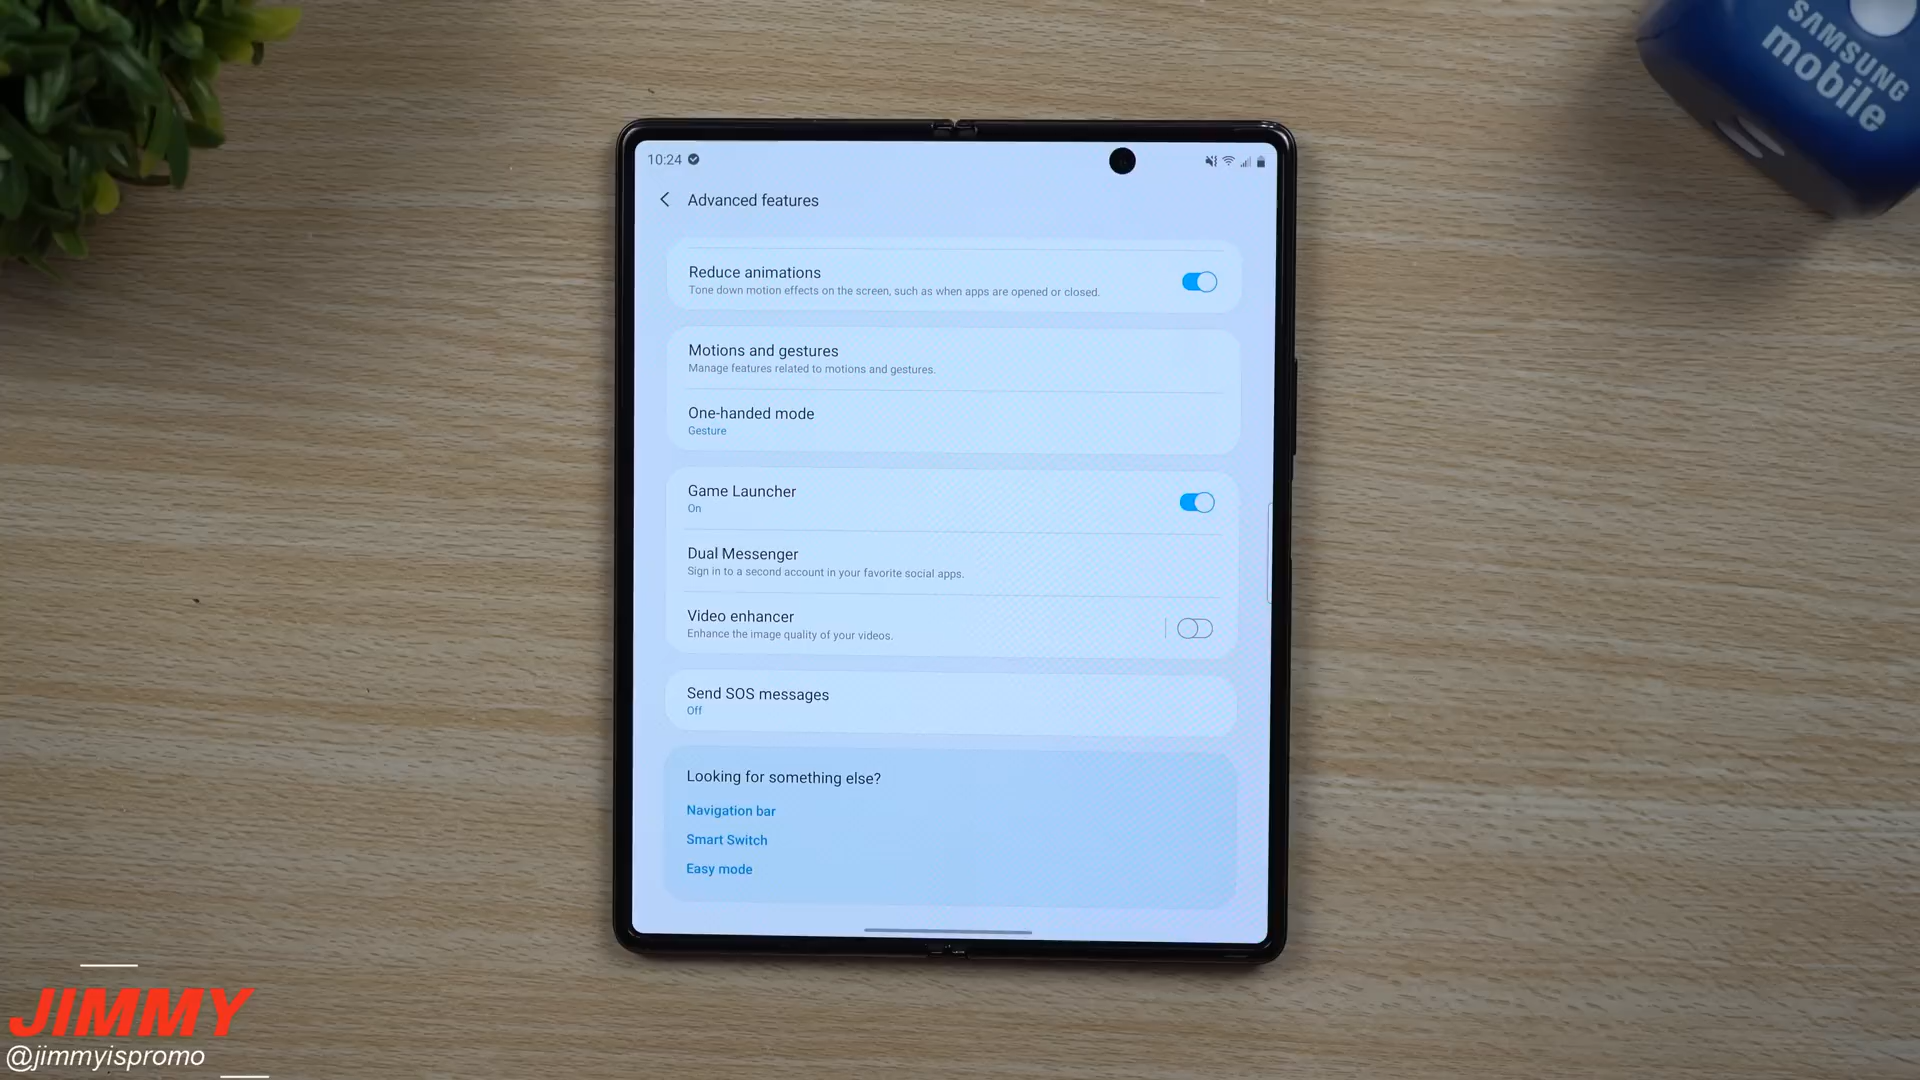 SAMSUNG
mobile
10:24
Advanced features
Reduce animations
Tone down motion effects on the screen, such as when apps are opened or closed.
Motions and gestures
Manage features related to motions and gestures.
One-handed mode
Gesture
Game Launcher
On
Dual Messenger
Sign in to a second account in your favorite social apps.
Video enhancer
Enhance the image quality of your videos.
Send SOS messages
Off
Looking for something else?
Navigation bar
Smart Switch
Easy mode
JIMMY
@jimmyispromo